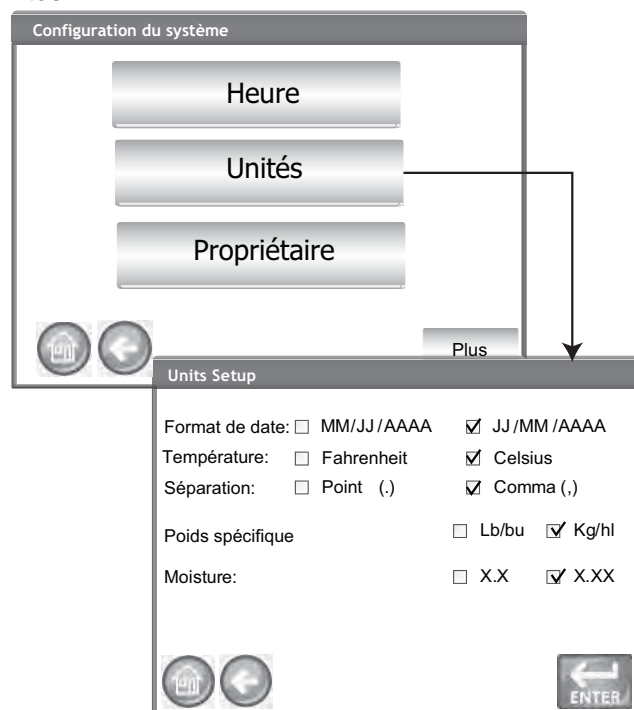 Configuration du système
Heure
Unités
Propriétaire
Plus
Units Setup
Format de date: MM/JJ/AAAA JJ/MM/AAAA
Température: Fahrenheit Celsius
Séparation: Point (.) Comma (,)
Poids spécifique Lb/bu Kg/hl
Moisture: X.X X.XX
ENTER